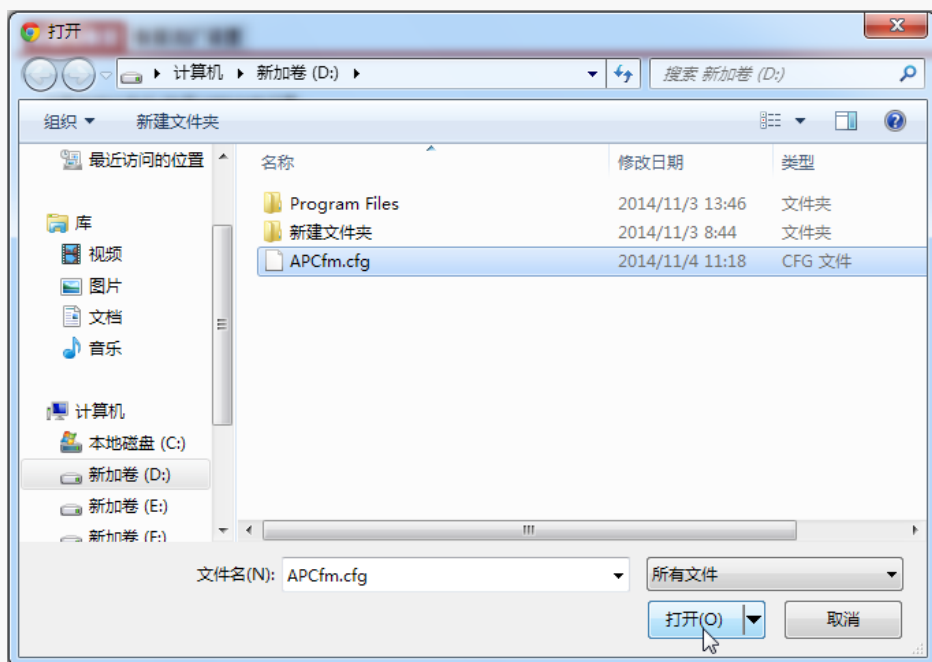 打开
计算机 新加卷 (D:)
搜索 新加卷 (D:)
组织 新建文件夹
最近访问的位置
库
视频
图片
文档
音乐
计算机
本地磁盘 (C:)
新加卷 (D:)
新加卷 (E:)
新加卷 (F:)
名称 修改日期 类型
Program Files 2014/11/3 13:46 文件夹
新建文件夹 2014/11/3 8:44 文件夹
APCfm.cfg 2014/11/4 11:18 CFG 文件
文件名(N): APCfm.cfg 所有文件
打开(O) 取消